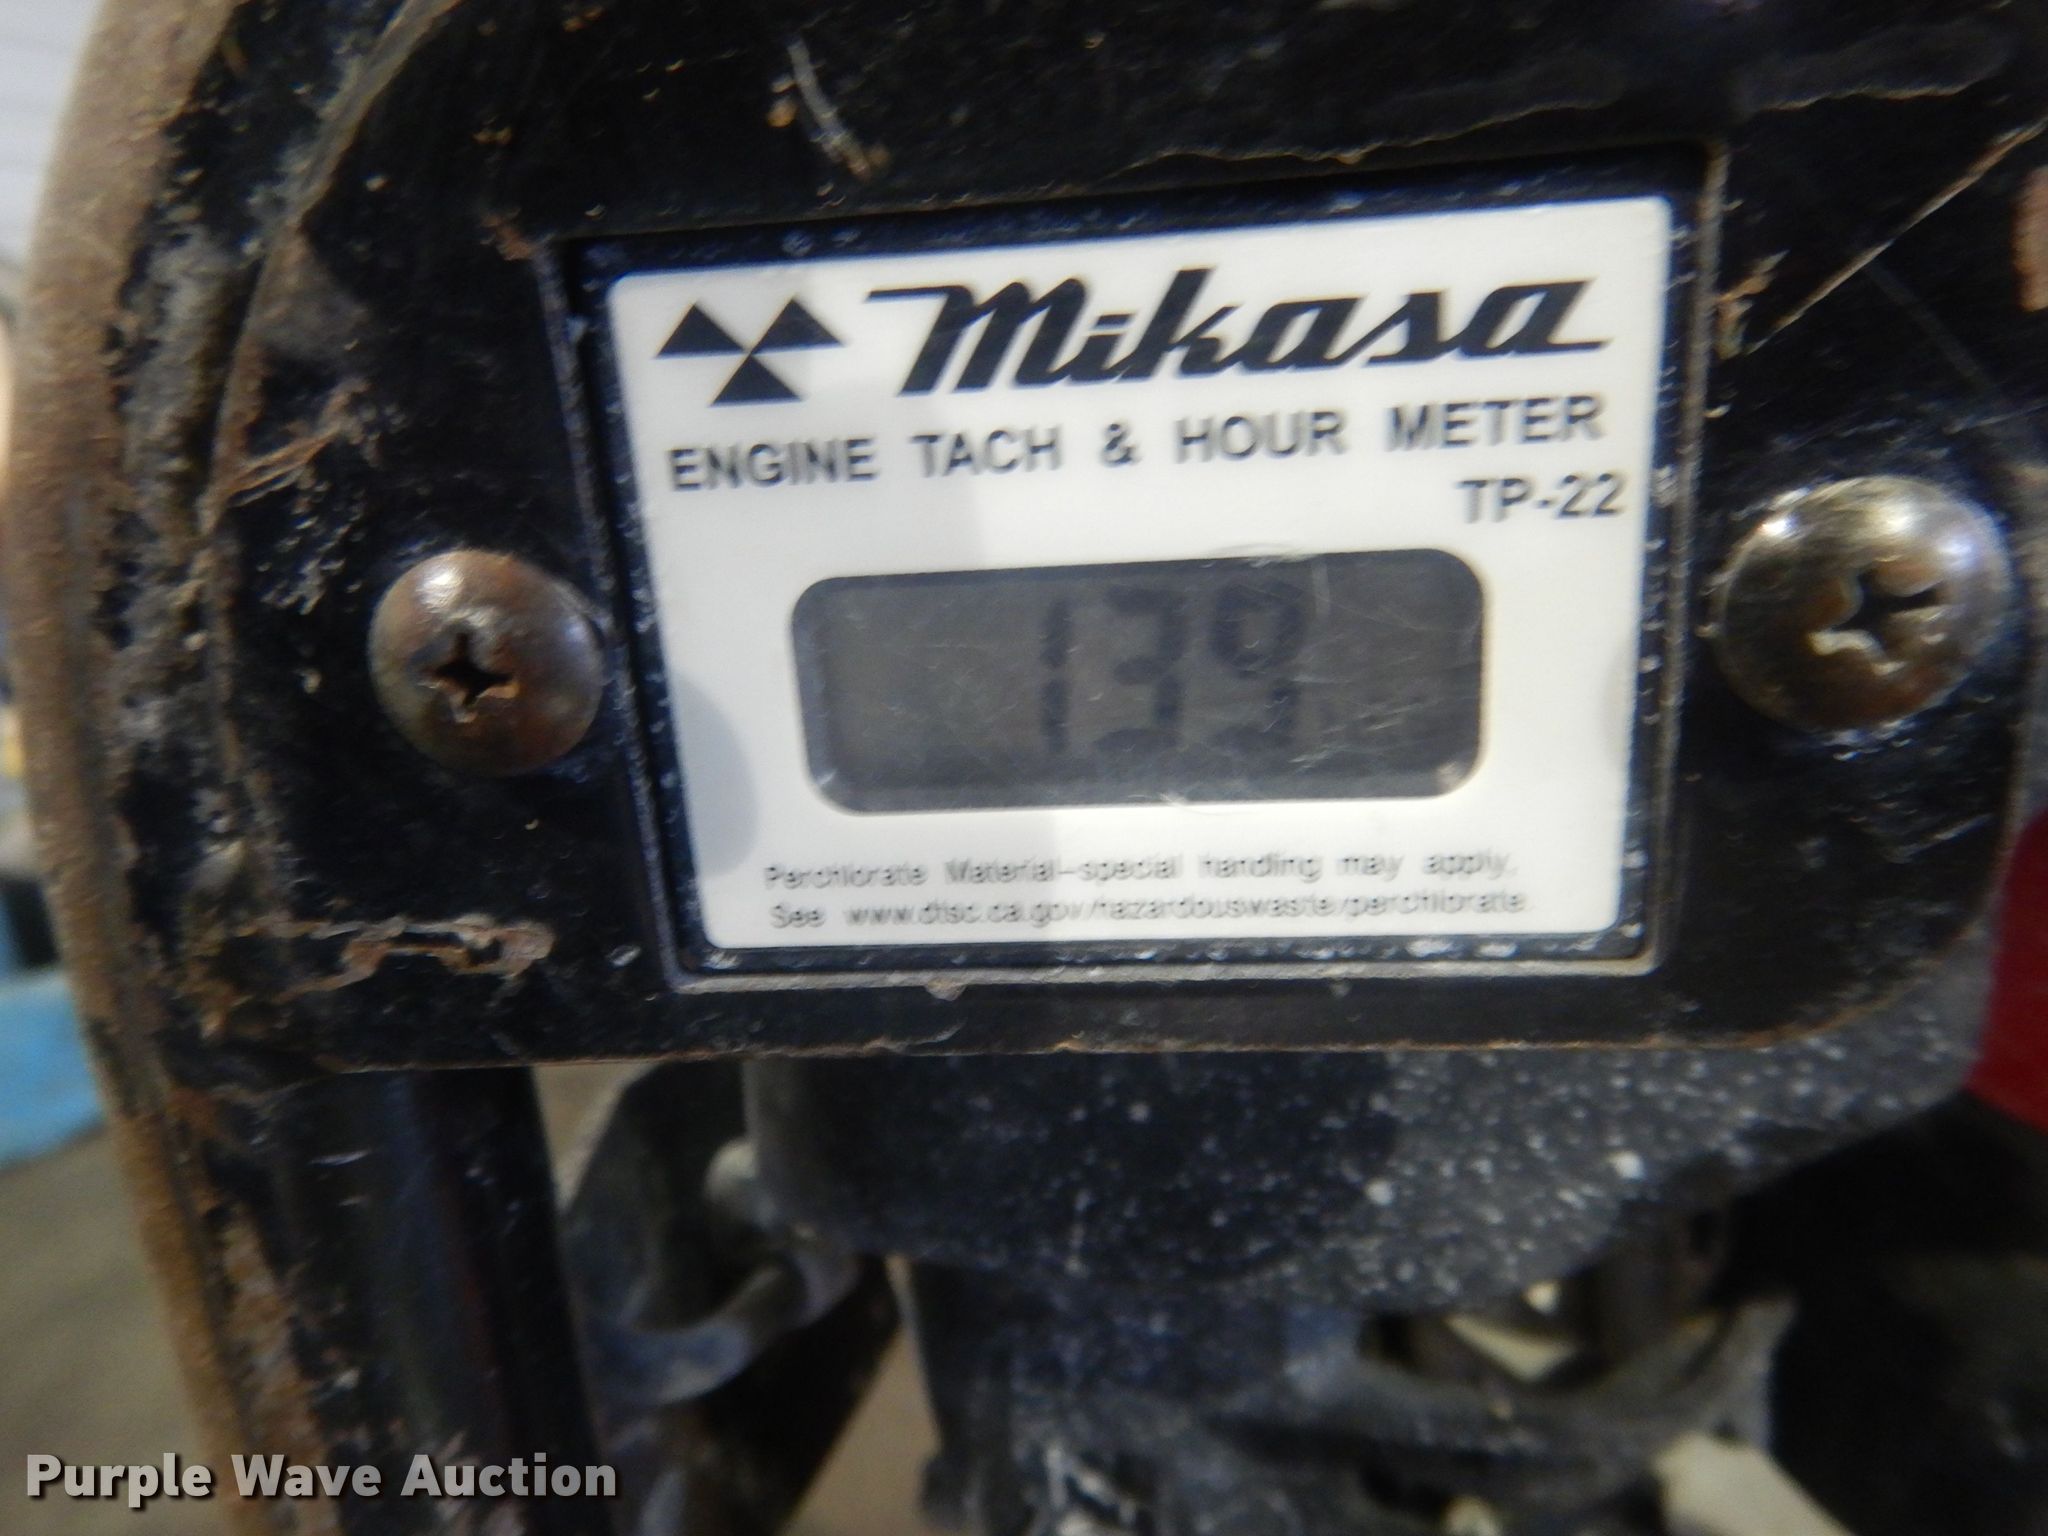 Mikasa
ENGINE TACH & HOUR METER
TP-22
139
Perchlorate Material-special handling may apply.
See www.dtsc.ca.gov/hazardouswaste/perchlorate.
Purple Wave Auction